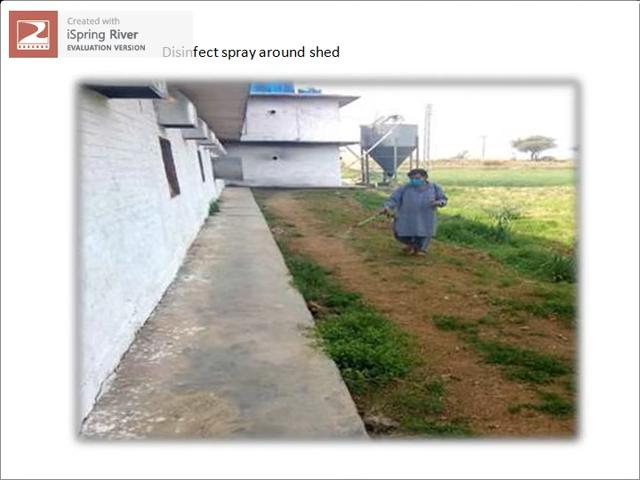 Created with
iSpring River
EVALUATION VERSION
Disinfect spray around shed